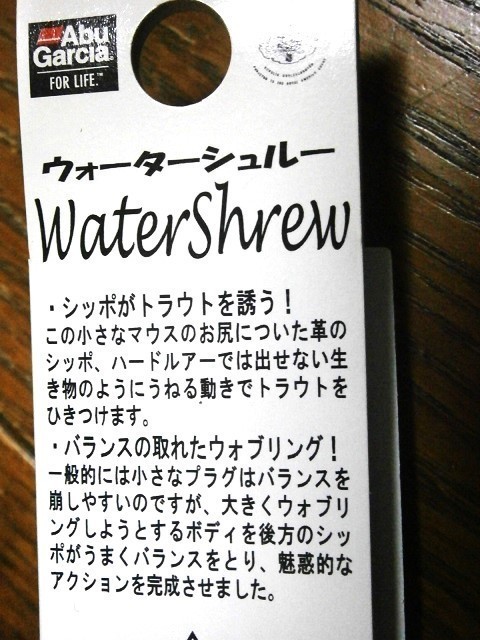 Abu
Garcia
FOR LIFE.™
ウォーターシュルー
WaterShrew
・シッポがトラウトを誘う！
この小さなマウスのお尻についた革の
シッポ、ハードルアーでは出せない生
き物のようにうねる動きでトラウトを
ひきつけます。
・バランスの取れたウォブリング！
一般的には小さなプラグはバランスを
崩しやすいのですが、大きくウォブリ
ングしようとするボディを後方のシッ
ポがうまくバランスをとり、魅惑的な
アクションを完成させました。